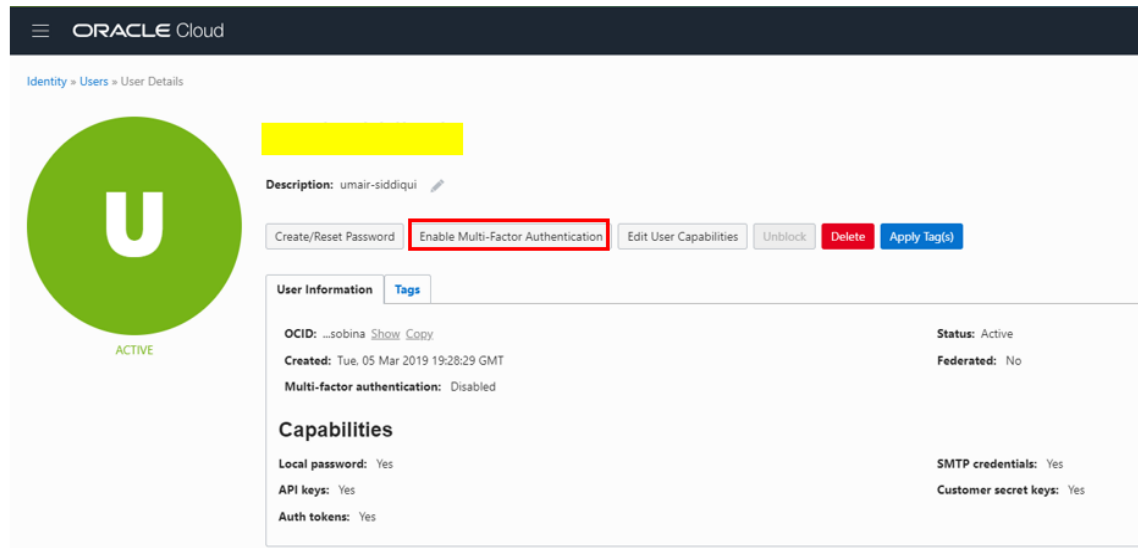 ORACLE Cloud
Identity » Users » User Details
U
ACTIVE
Description: umair-siddiqui
Create/Reset Password Enable Multi-Factor Authentication Edit User Capabilities Unblock Delete Apply Tag(s)
User Information Tags
OCID: ...sobina Show Copy Status: Active
Created: Tue, 05 Mar 2019 19:28:29 GMT Federated: No
Multi-factor authentication: Disabled
Capabilities
Local password: Yes SMTP credentials: Yes
API keys: Yes Customer secret keys: Yes
Auth tokens: Yes